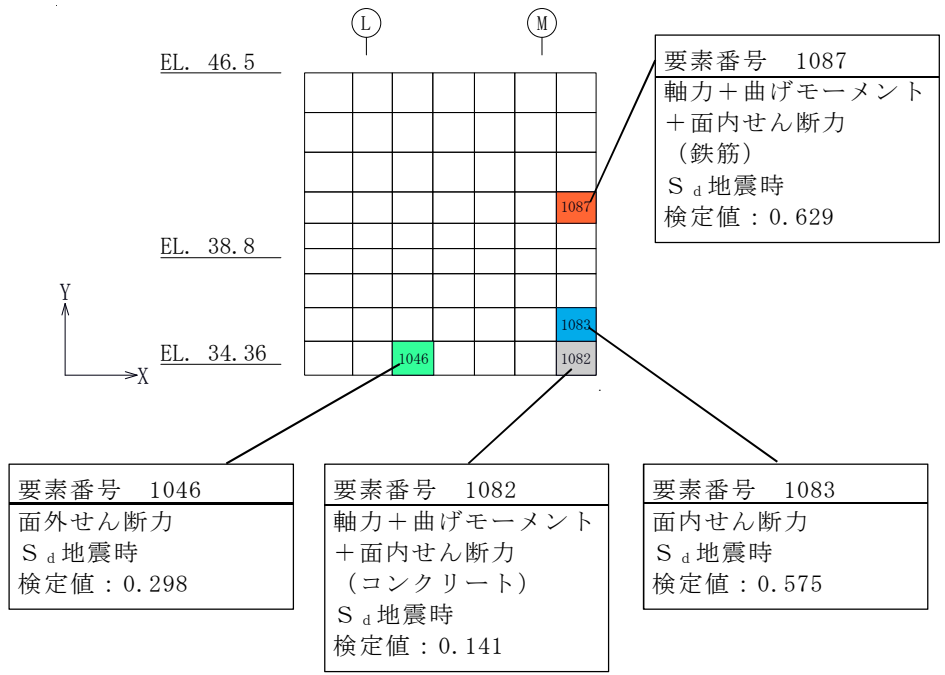 L
M
EL. 46.5
要素番号 1087
軸力＋曲げモーメント
＋面内せん断力
（鉄筋）
Ｓd地震時
検定値：0.629
1087
EL. 38.8
Y
1083
EL. 34.36
1046
1082
X
要素番号 1046
面外せん断力
Ｓd地震時
検定値：0.298
要素番号 1082
軸力＋曲げモーメント
＋面内せん断力
（コンクリート）
Ｓd地震時
検定値：0.141
要素番号 1083
面内せん断力
Ｓd地震時
検定値：0.575